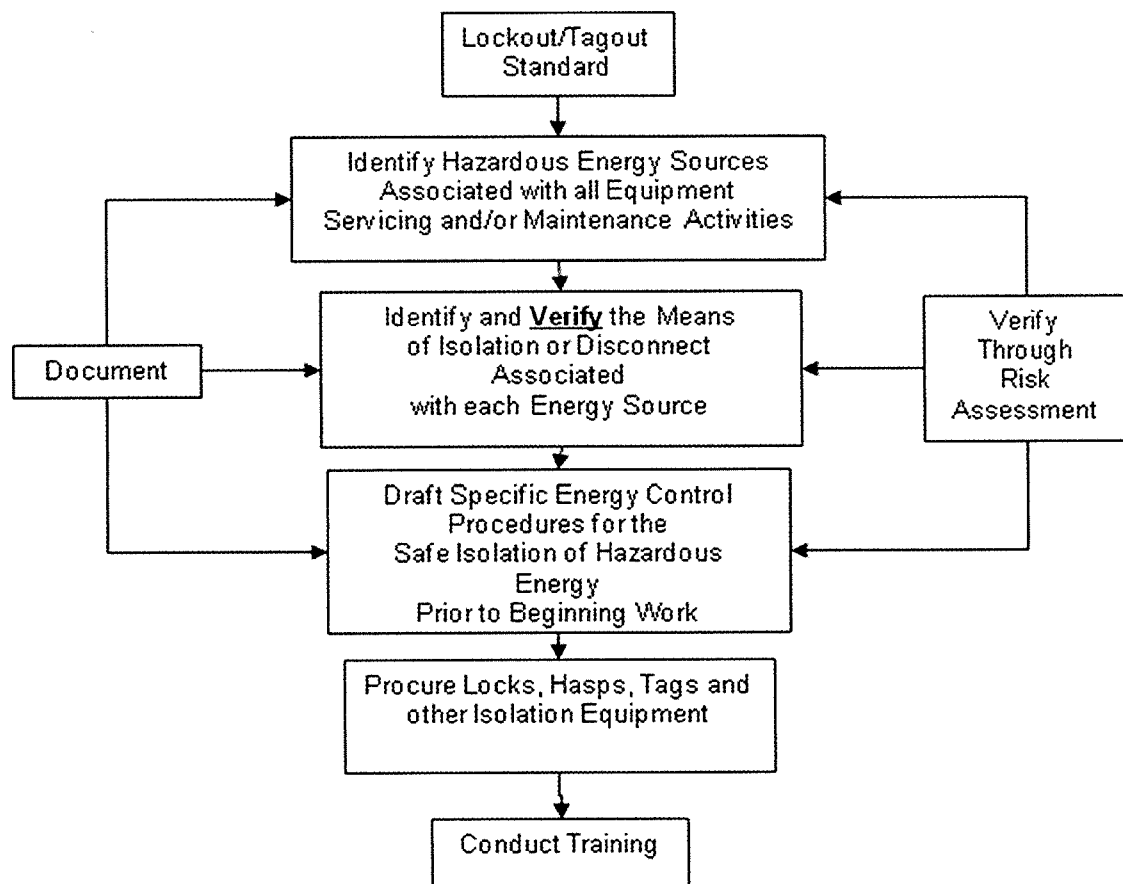 Lockout/Tagout
Standard
Identify Hazardous Energy Sources
Associated with all Equipment
Servicing and/or Maintenance Activities
Identify and Verify the Means
of Isolation or Disconnect
Associated
with each Energy Source
Document
Verify
Through
Risk
Assessment
Draft Specific Energy Control
Procedures for the
Safe Isolation of Hazardous
Energy
Prior to Beginning Work
Procure Locks, Hasps, Tags and
other Isolation Equipment
Conduct Training